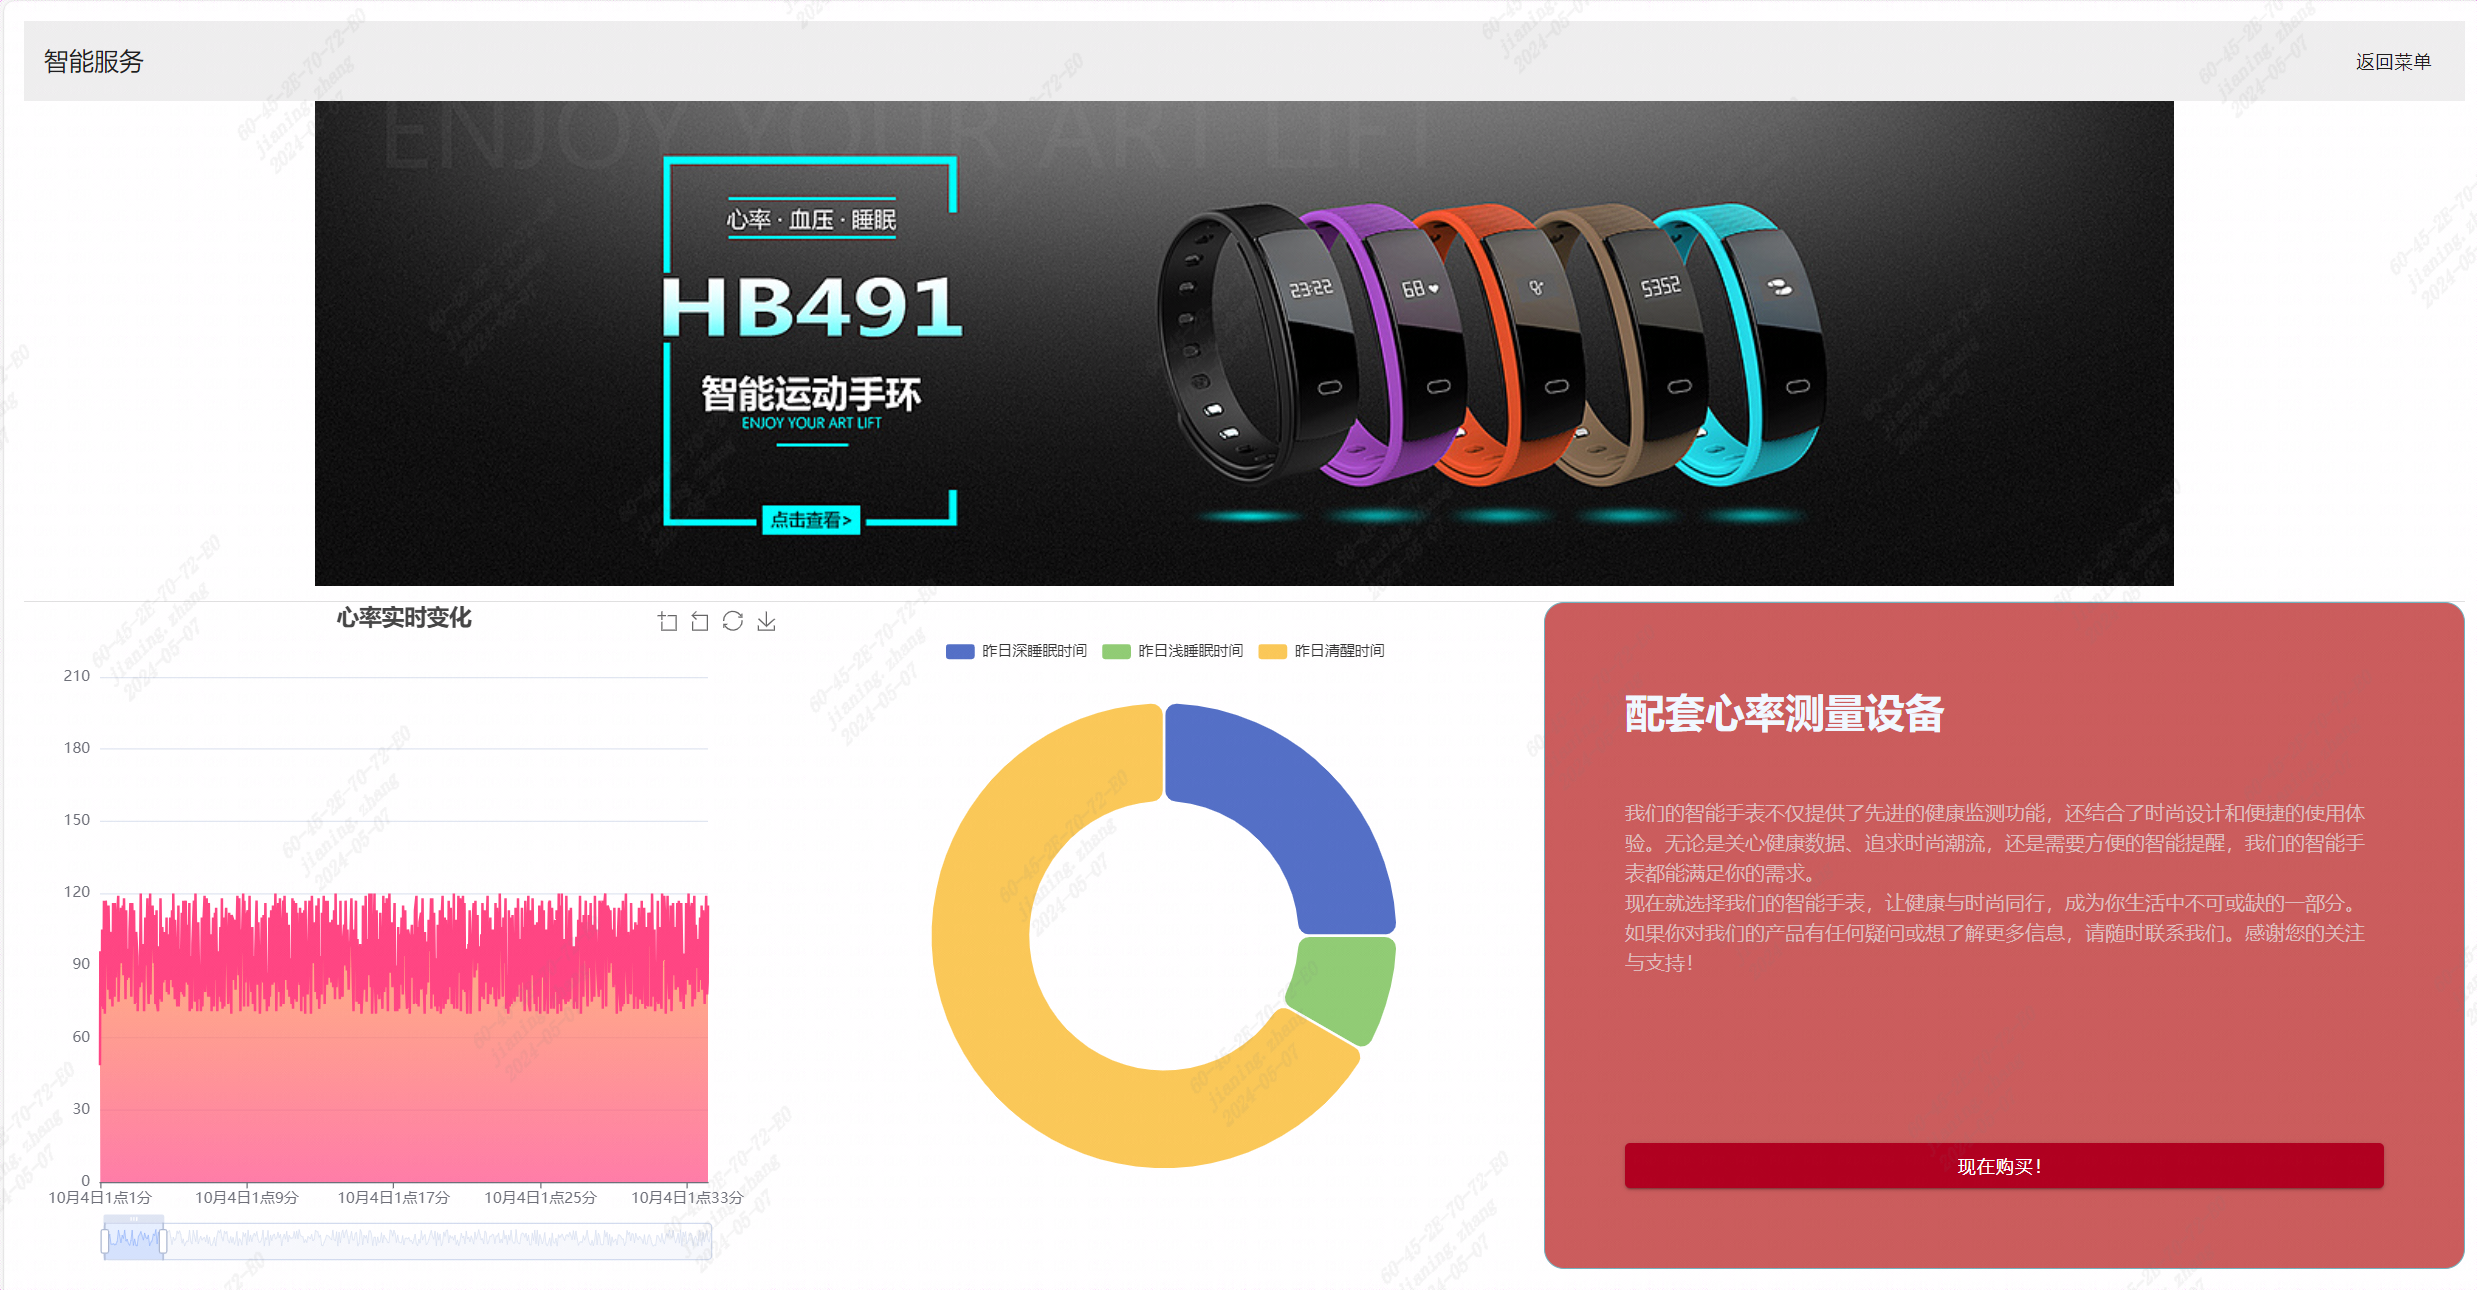 智能服务
返回菜单
ENJOY YOUR ART LIFT
心率·血压·睡眠
HB491
智能运动手环
ENJOY YOUR ART LIFT
点击查看>
23:22
68
5352
心率实时变化
210
180
150
120
90
60
30
0
10月4日1点1分
10月4日1点9分
10月4日1点17分
10月4日1点25分
10月4日1点33分
昨日深睡眠时间
昨日浅睡眠时间
昨日清醒时间
配套心率测量设备
我们的智能手表不仅提供了先进的健康监测功能，还结合了时尚设计和便捷的使用体
验。无论是关心健康数据、追求时尚潮流，还是需要方便的智能提醒，我们的智能手
表都能满足你的需求。
现在就选择我们的智能手表，让健康与时尚同行，成为你生活中不可或缺的一部分。
如果你对我们的产品有任何疑问或想了解更多信息，请随时联系我们。感谢您的关注
与支持！
现在购买！
60-45-2E-70-72-E0
jianing.zhang
2024-05-07